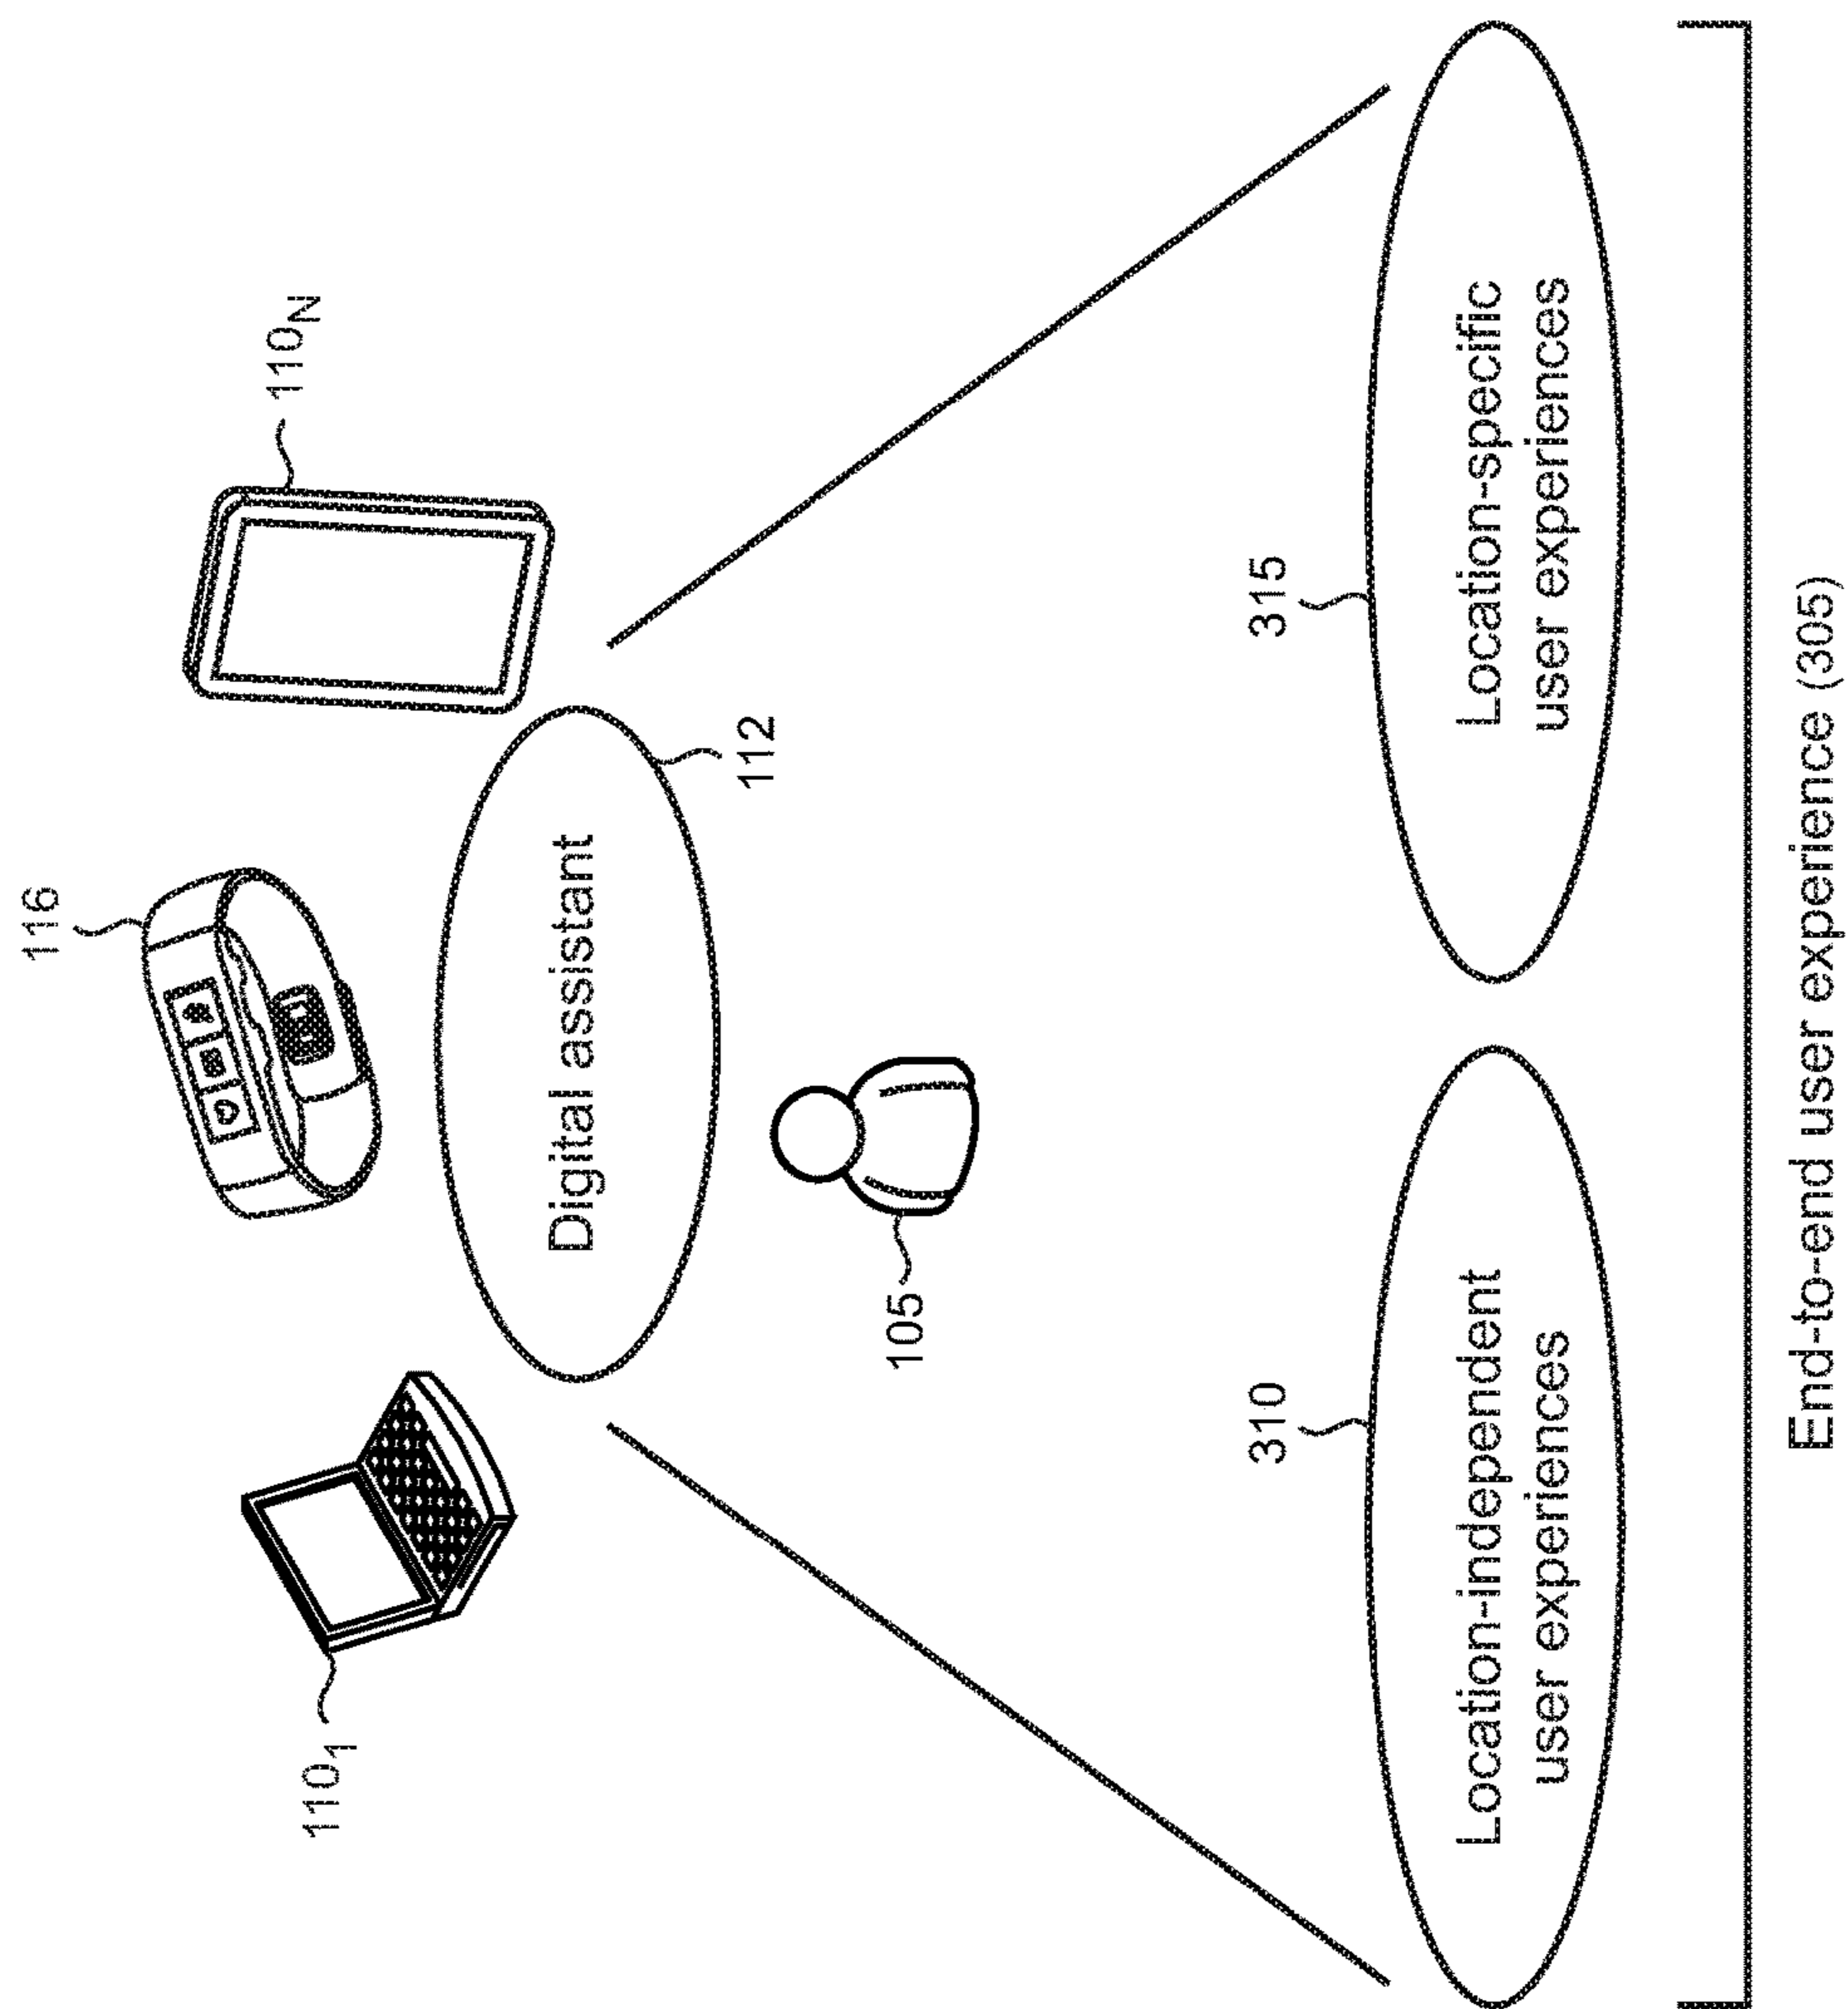 116
110₁
110N
Digital assistant
112
105
310
315
Location-independent
user experiences
Location-specific
user experiences
End-to-end user experience (305)